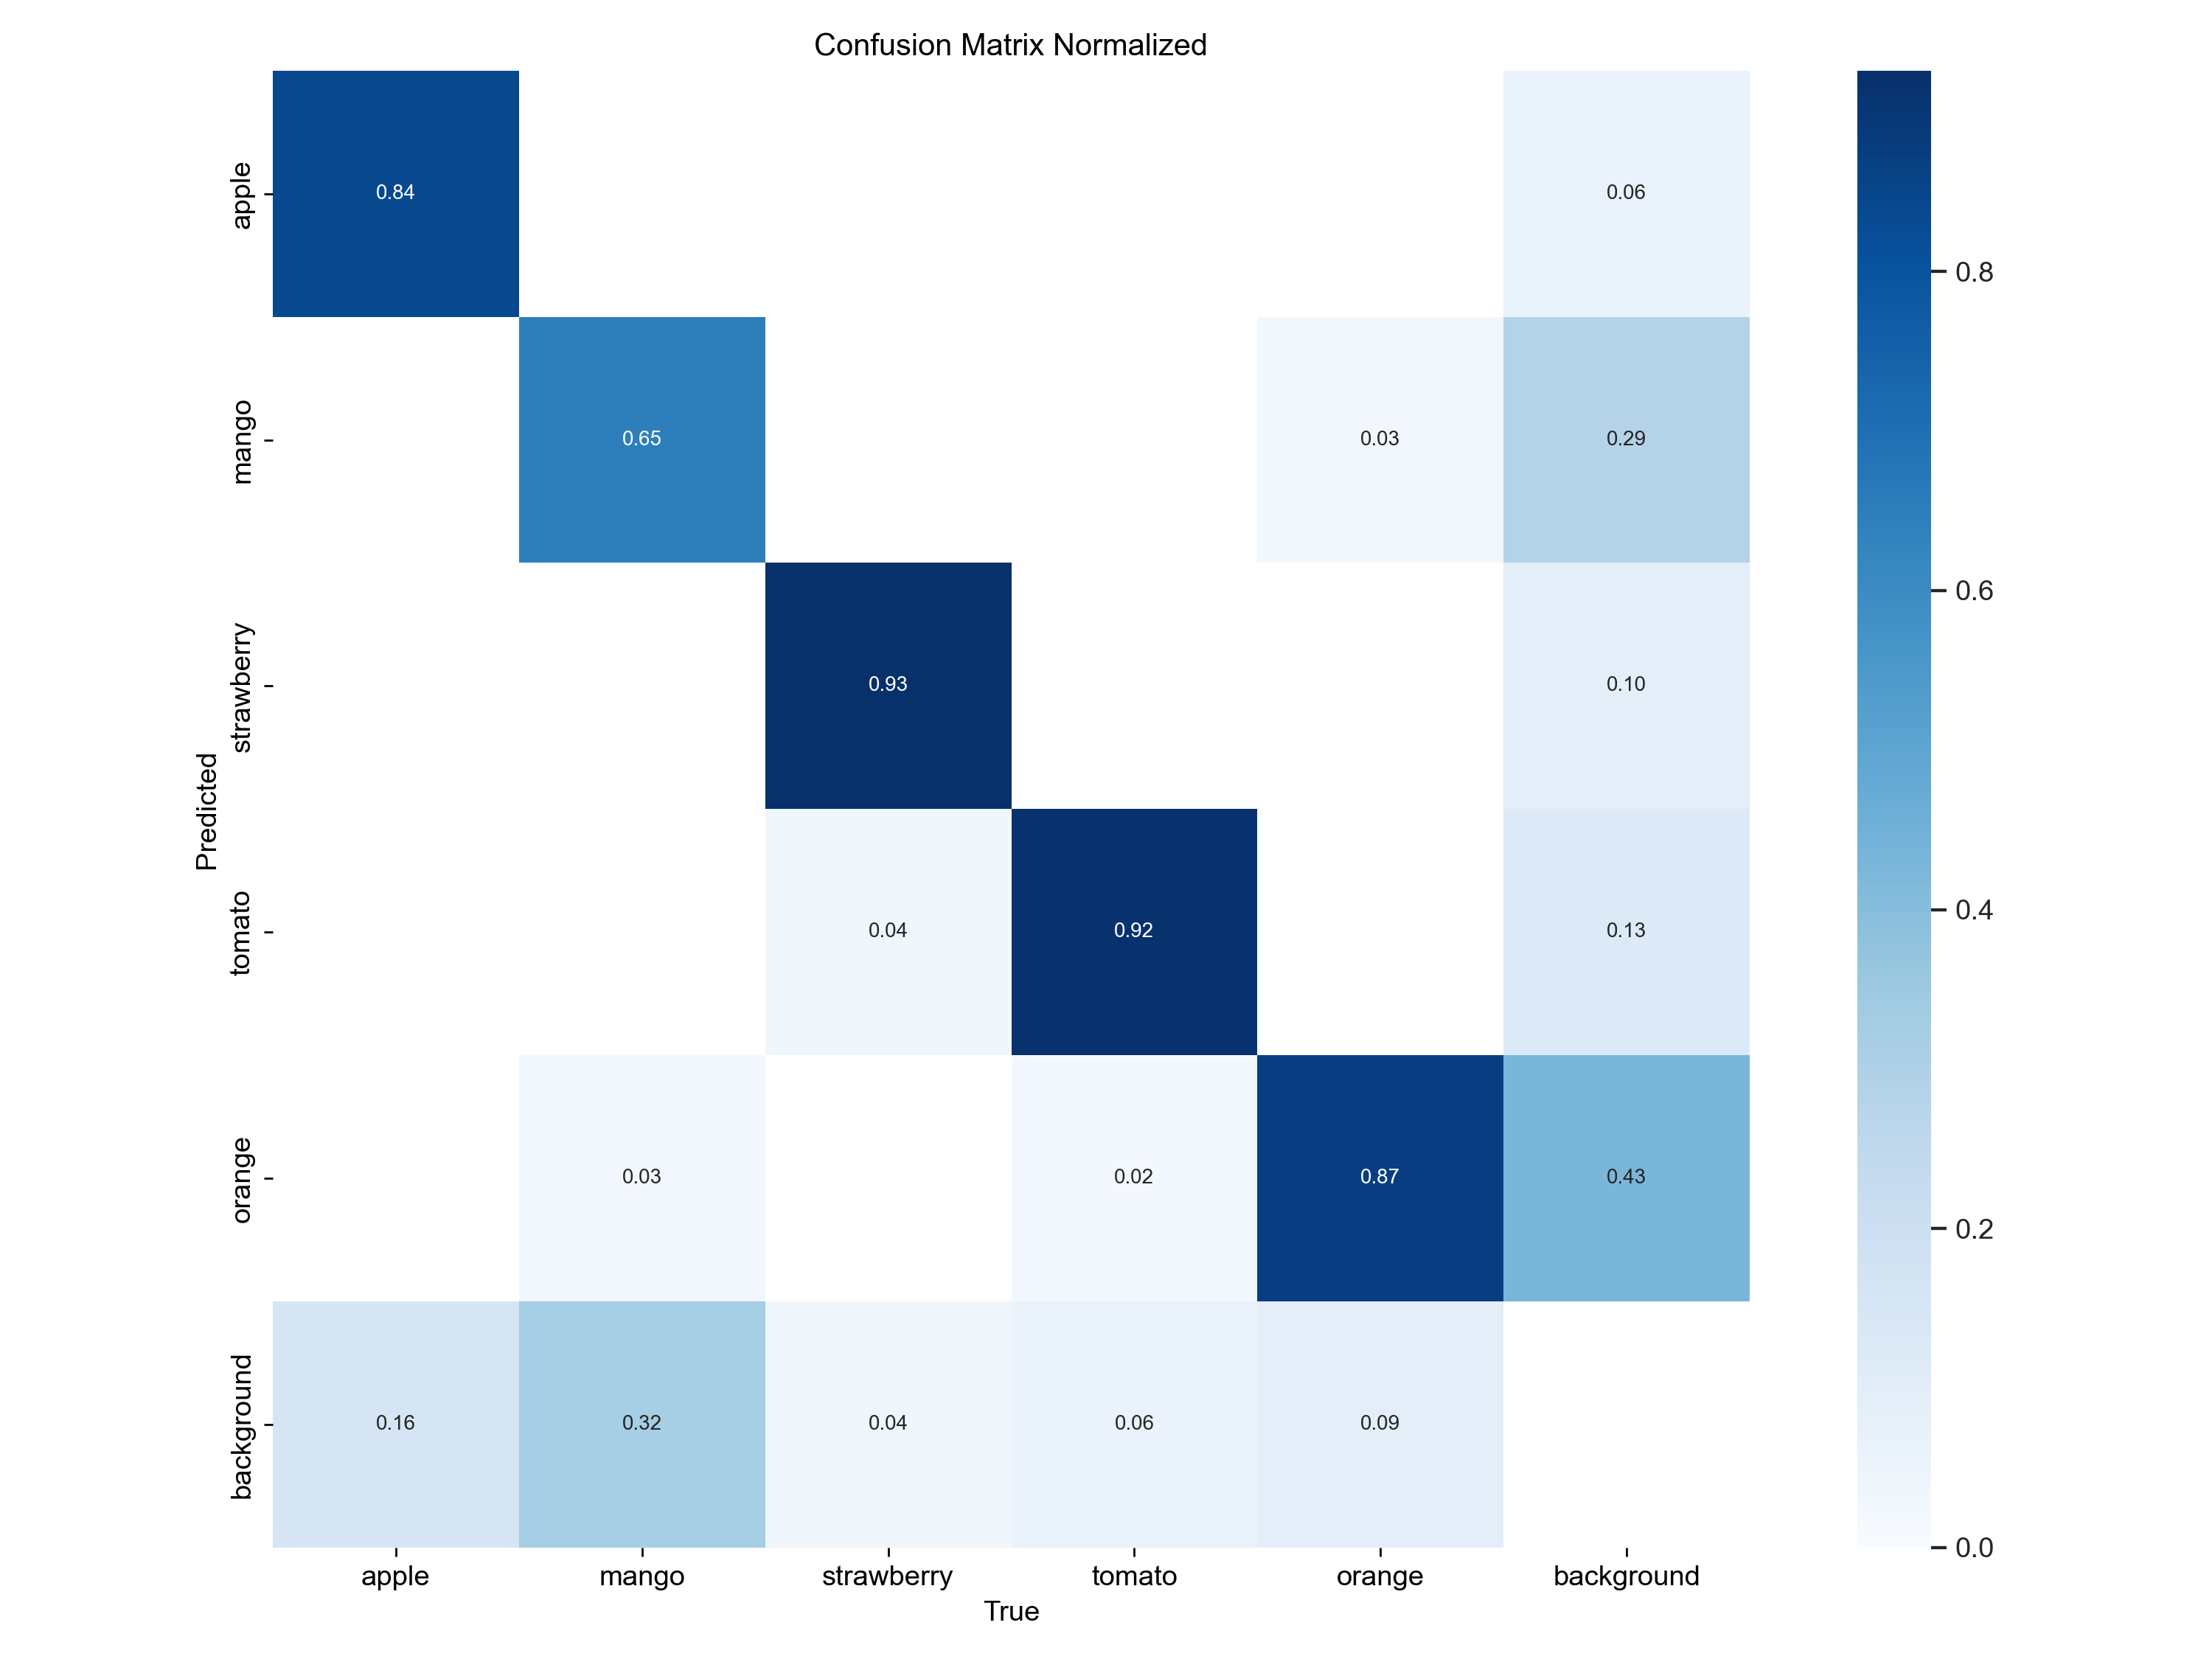 Confusion Matrix Normalized
apple
0.84
0.06
0.8
mango
0.65
0.03
0.29
0.6
strawberry
0.93
0.10
Predicted
tomato
0.04
0.92
0.13
0.4
orange
0.03
0.02
0.87
0.43
0.2
background
0.16
0.32
0.04
0.06
0.09
0.0
apple mango strawberry tomato orange background
True